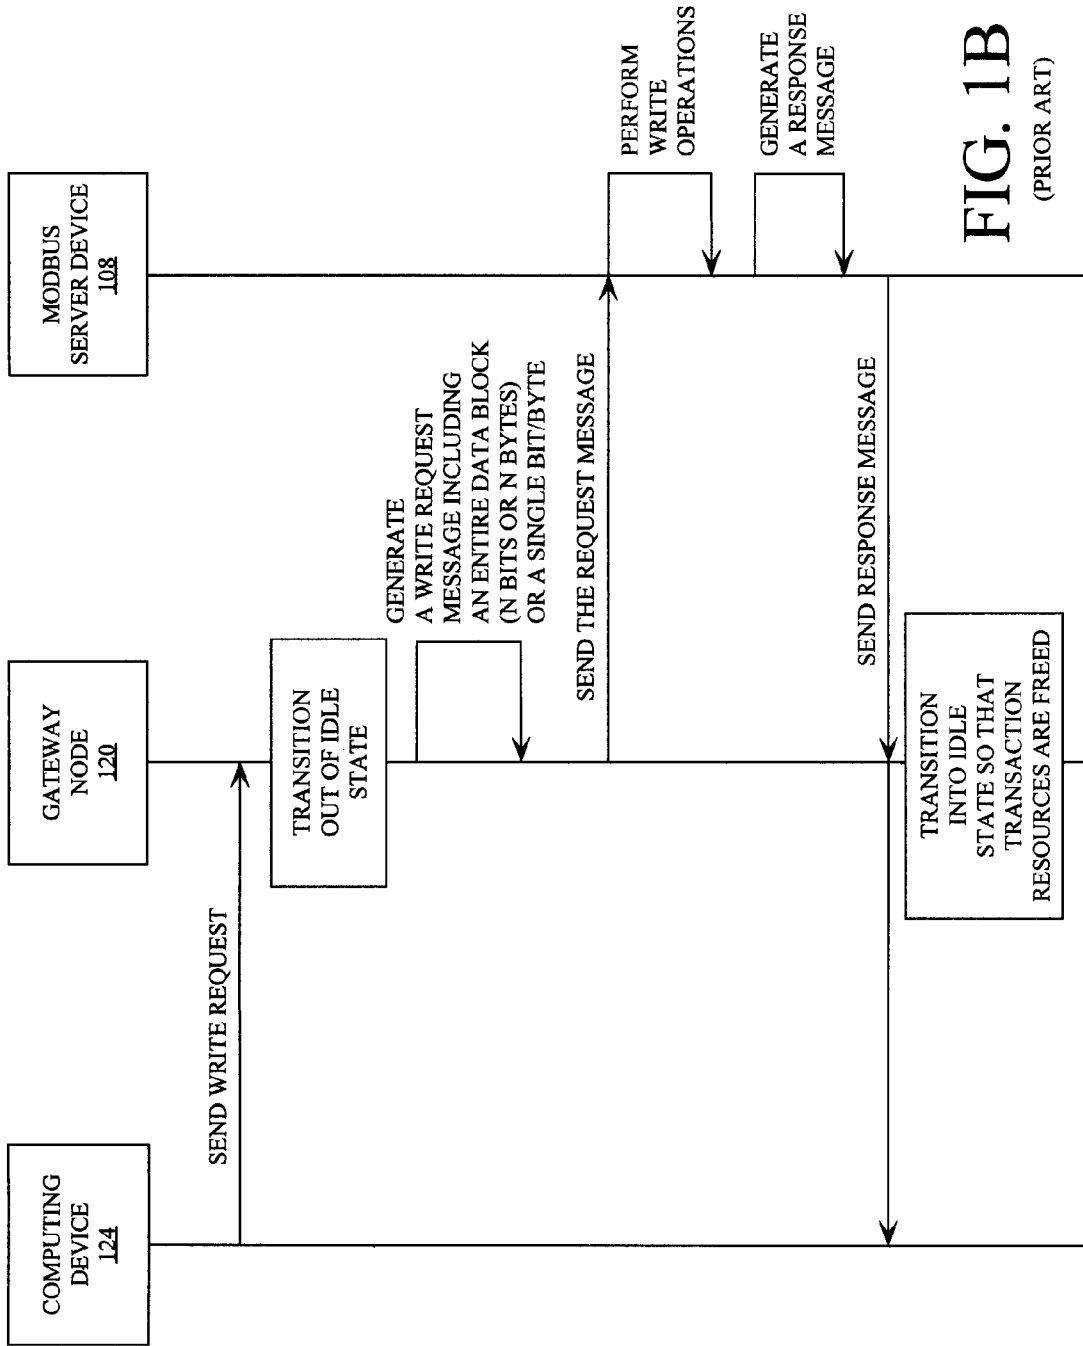 COMPUTING
DEVICE
124
GATEWAY
NODE
120
MODBUS
SERVER DEVICE
108
SEND WRITE REQUEST
TRANSITION
OUT OF IDLE
STATE
GENERATE
A WRITE REQUEST
MESSAGE INCLUDING
AN ENTIRE DATA BLOCK
(N BITS OR N BYTES)
OR A SINGLE BIT/BYTE
SEND THE REQUEST MESSAGE
PERFORM
WRITE
OPERATIONS
GENERATE
A RESPONSE
MESSAGE
SEND RESPONSE MESSAGE
TRANSITION
INTO IDLE
STATE SO THAT
TRANSACTION
RESOURCES ARE FREED
FIG. 1B
(PRIOR ART)